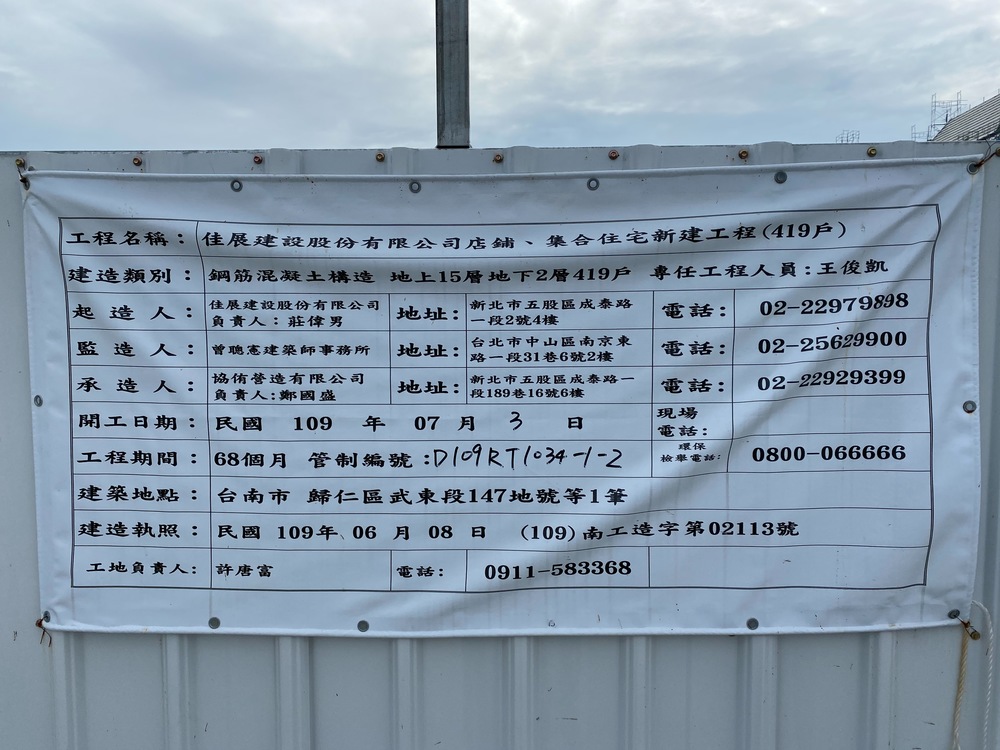 工程名稱： 佳展建設股份有限公司店鋪、集合住宅新建工程(419戶)
建造類別： 鋼筋混凝土構造 地上15層地下2層419戶 專任工程人員：王俊凱
起造人： 佳展建設股份有限公司 地址： 新北市五股區成泰路 電話： 02-22979898
負責人：莊偉男 一段2號4樓
監造人： 曾聰憲建築師事務所 地址： 台北市中山區南京東 電話： 02-25629900
路一段31巷6號2樓
承造人： 協侑營造有限公司 地址： 新北市五股區成泰路一 電話： 02-22929399
負責人：鄭國盛 段189巷16號6樓
開工日期： 民國 109 年 07 月 3 日 現場
電話：
工程期間： 68個月 管制編號：D109RT1034-1-2 環保
檢舉電話： 0800-066666
建築地點： 台南市 歸仁區武東段147地號等1筆
建造執照： 民國 109年、06 月 08 日 (109)南工造字第02113號
工地負責人： 許唐富 電話： 0911-583368